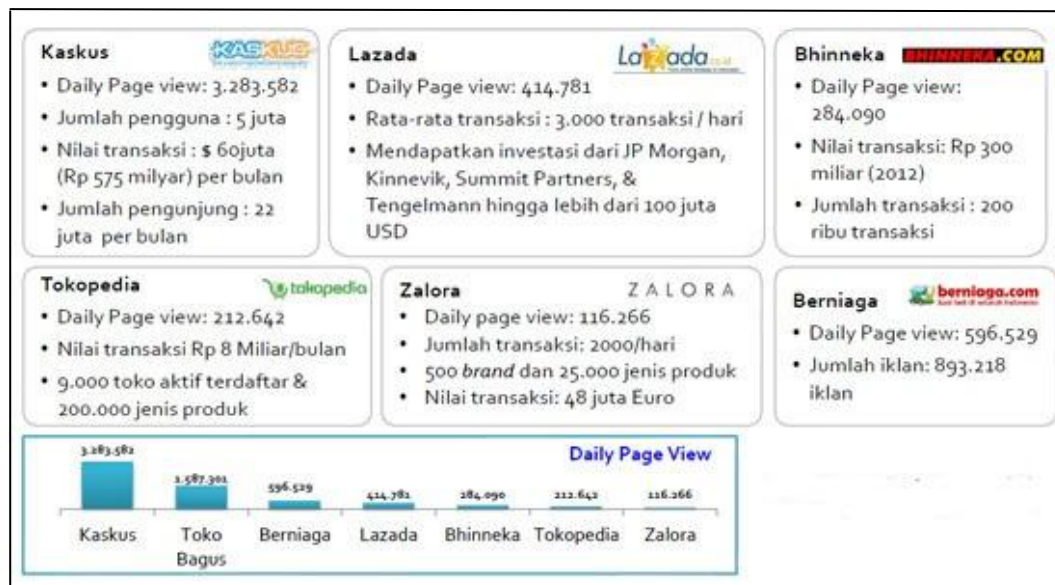 Kaskus
KASKUS
• Daily Page view: 3.283.582
• Jumlah pengguna : 5 juta
• Nilai transaksi : $ 60juta
(Rp 575 milyar) per bulan
• Jumlah pengunjung : 22
juta per bulan
Lazada
Lazada.co.id
• Daily Page view: 414.781
• Rata-rata transaksi : 3.000 transaksi / hari
• Mendapatkan investasi dari JP Morgan,
Kinnevik, Summit Partners, &
Tengelmann hingga lebih dari 100 juta
USD
Bhinneka
BHINNEKA.COM
• Daily Page view:
284.090
• Nilai transaksi: Rp 300
miliar (2012)
• Jumlah transaksi : 200
ribu transaksi
Tokopedia
tokopedia
• Daily Page view: 212.642
• Nilai transaksi Rp 8 Miliar/bulan
• 9.000 toko aktif terdaftar &
200.000 jenis produk
Zalora
ZALORA
• Daily page view: 116.266
• Jumlah transaksi: 2000/hari
• 500 brand dan 25.000 jenis produk
• Nilai transaksi: 48 juta Euro
Berniaga
berniaga.com
• Daily Page view: 596.529
• Jumlah iklan: 893.218
iklan
Daily Page View
3.283.582
1.587.301
596.529
414.781
284.090
212.642
116.266
Kaskus
Toko
Bagus
Berniaga
Lazada
Bhinneka
Tokopedia
Zalora